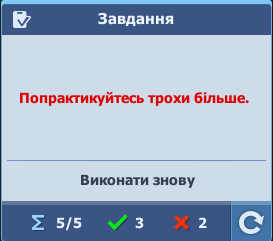 Завдання
Попрактикуйтесь трохи більше.
Виконати знову
Σ 5/5 3 2